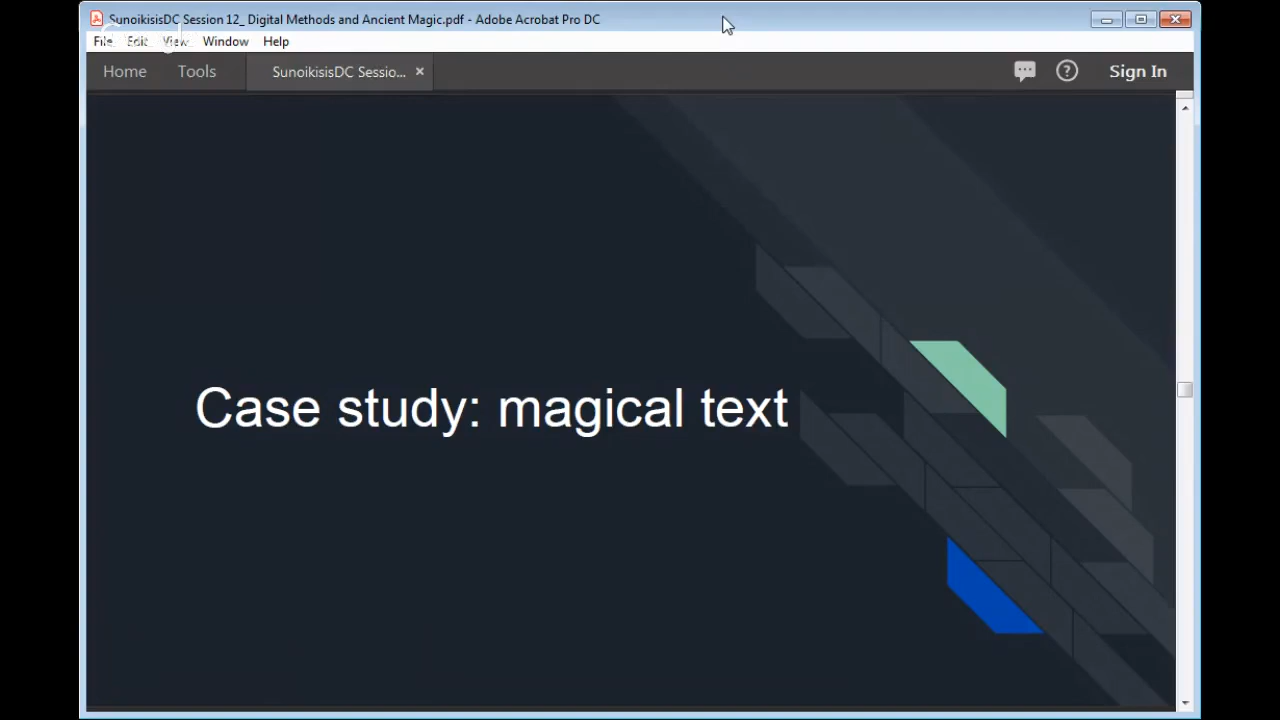 SunoikisisDC Session 12_ Digital Methods and Ancient Magic.pdf - Adobe Acrobat Pro DC
File Edit View Window Help
Home Tools SunoikisisDC Sessio... × Sign In
Case study: magical text